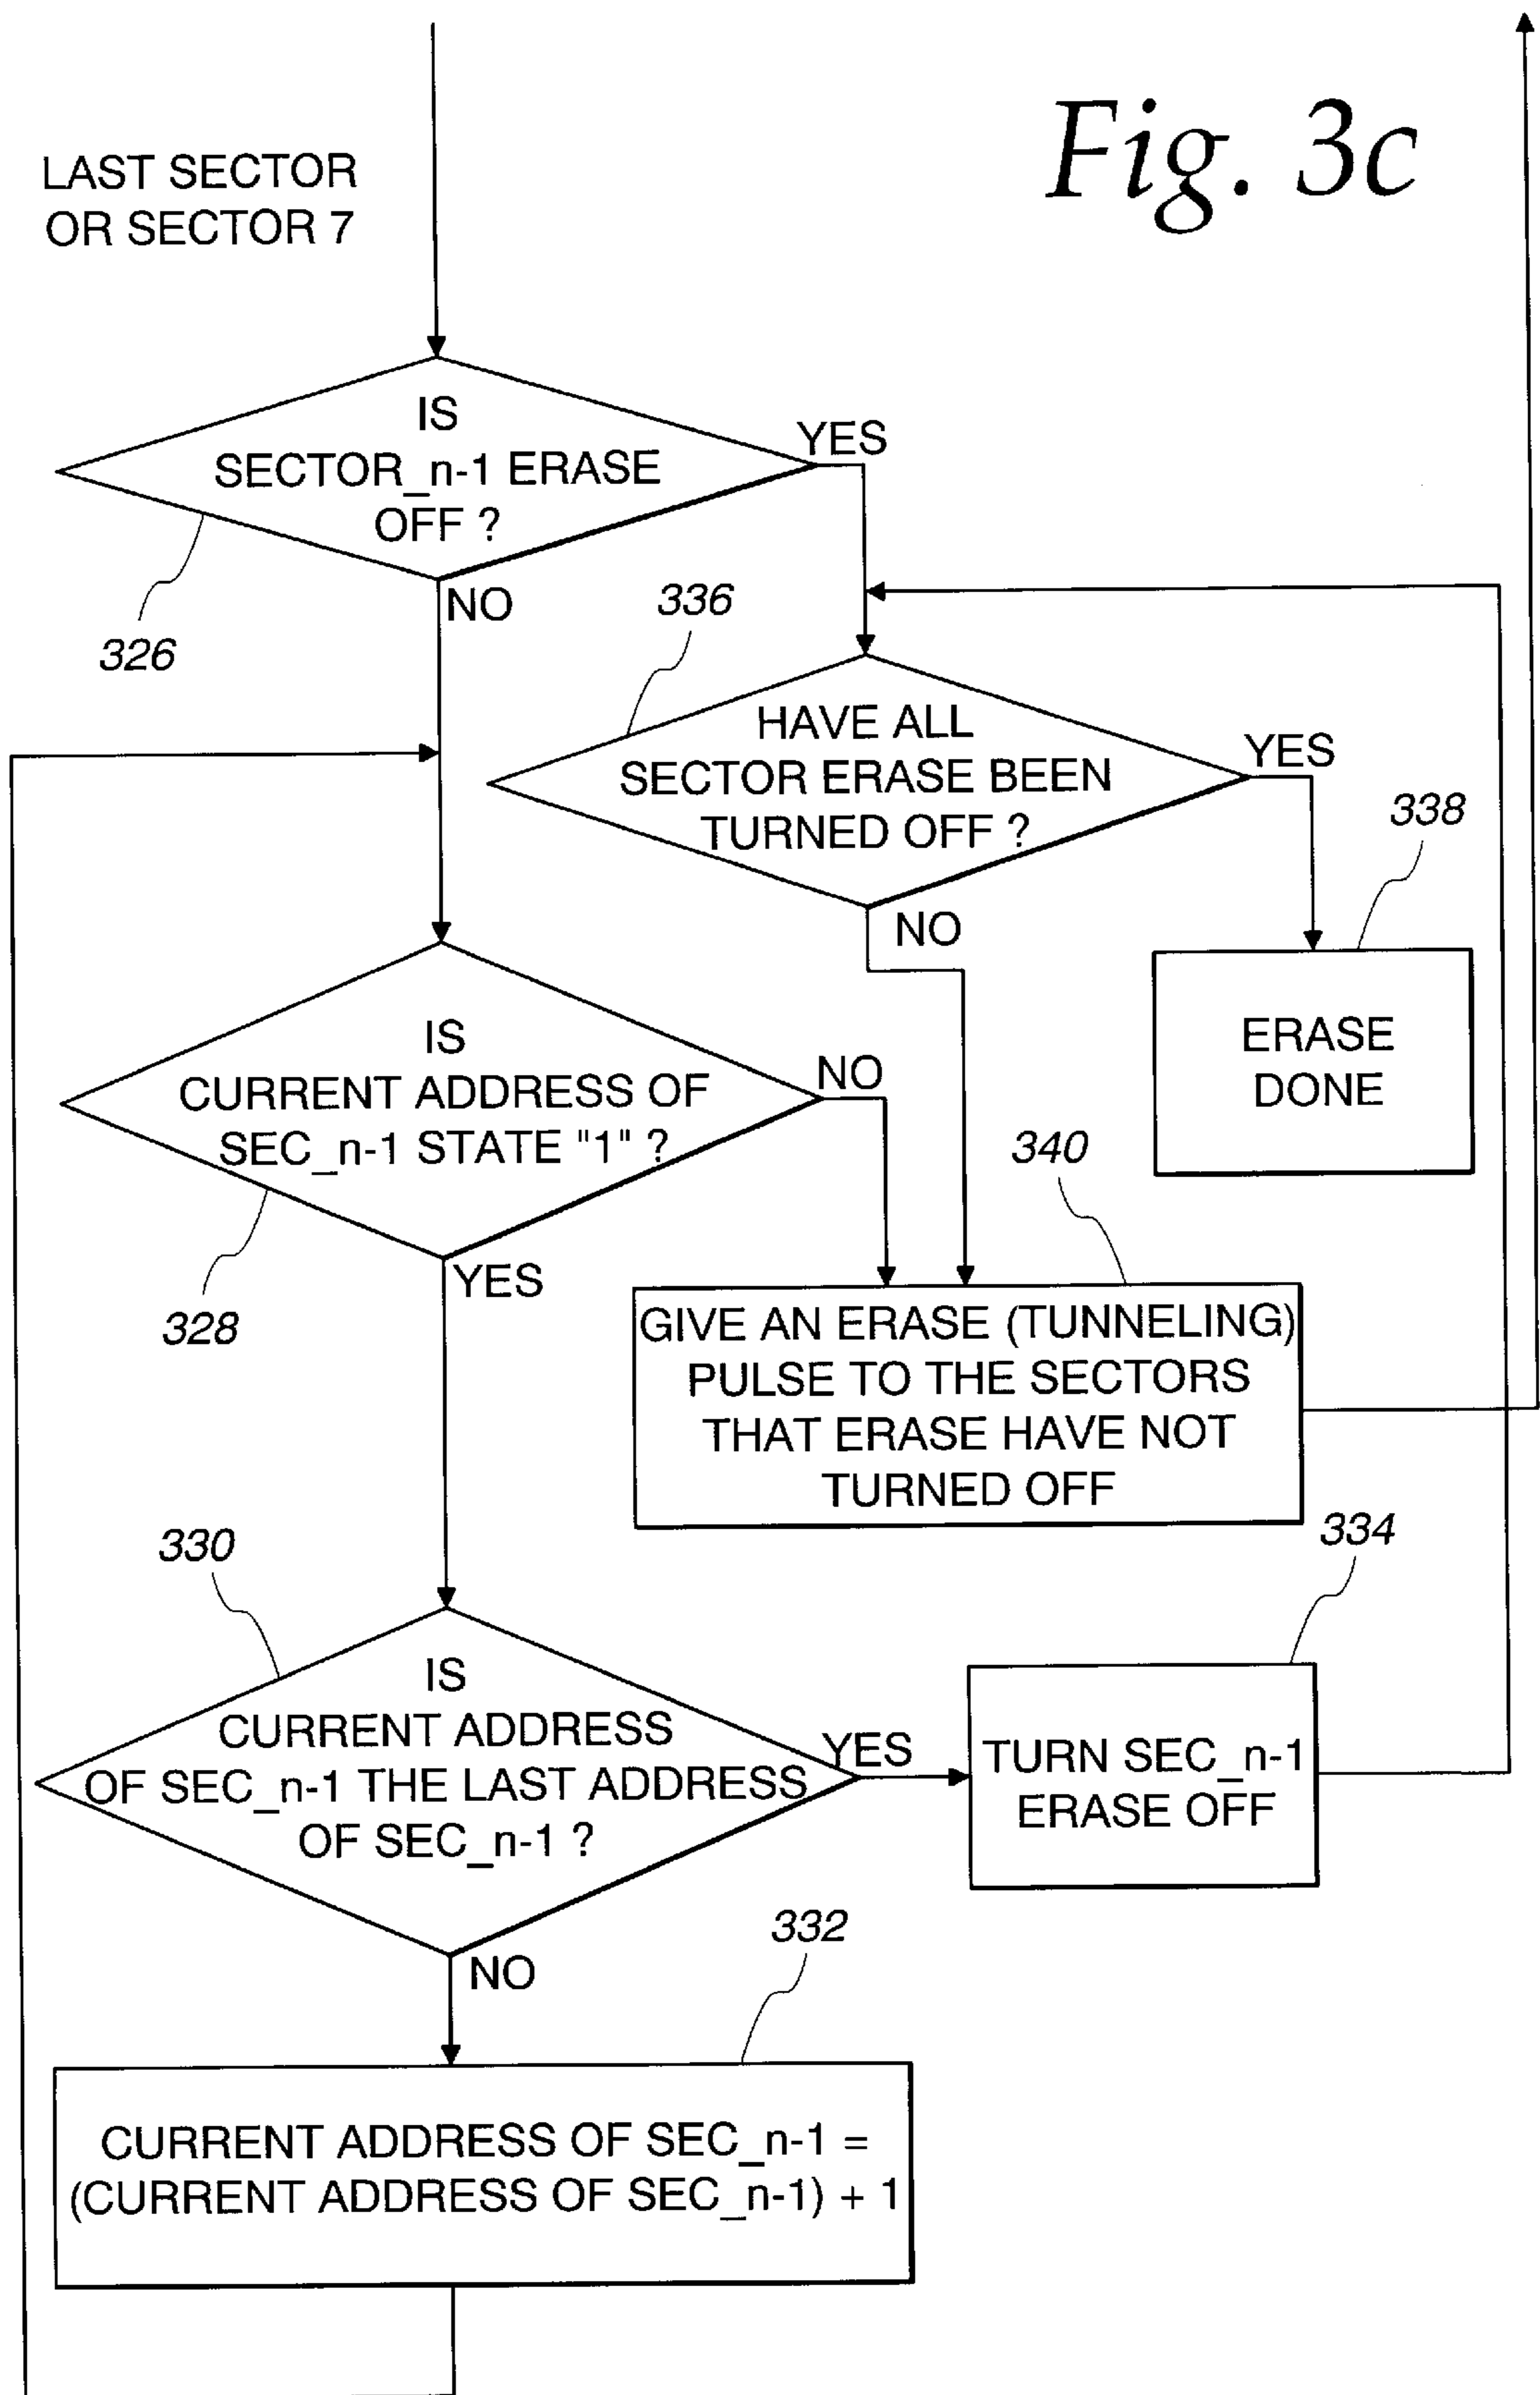 Fig. 3c
LAST SECTOR
OR SECTOR 7
IS
SECTOR_n-1 ERASE
OFF ?
YES
NO
326
336
HAVE ALL
SECTOR ERASE BEEN
TURNED OFF ?
YES
NO
338
ERASE
DONE
IS
CURRENT ADDRESS OF
SEC_n-1 STATE "1" ?
NO
YES
328
340
GIVE AN ERASE (TUNNELING)
PULSE TO THE SECTORS
THAT ERASE HAVE NOT
TURNED OFF
330
IS
CURRENT ADDRESS
OF SEC_n-1 THE LAST ADDRESS
OF SEC_n-1 ?
YES
NO
334
TURN SEC_n-1
ERASE OFF
332
CURRENT ADDRESS OF SEC_n-1 =
(CURRENT ADDRESS OF SEC_n-1) + 1